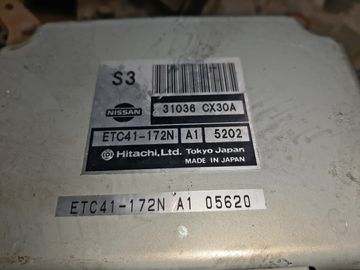 S3
NISSAN
31036 CX30A
ETC41-172N A1 5202
Hitachi, Ltd. Tokyo Japan
MADE IN JAPAN
ETC41-172N A1 05620